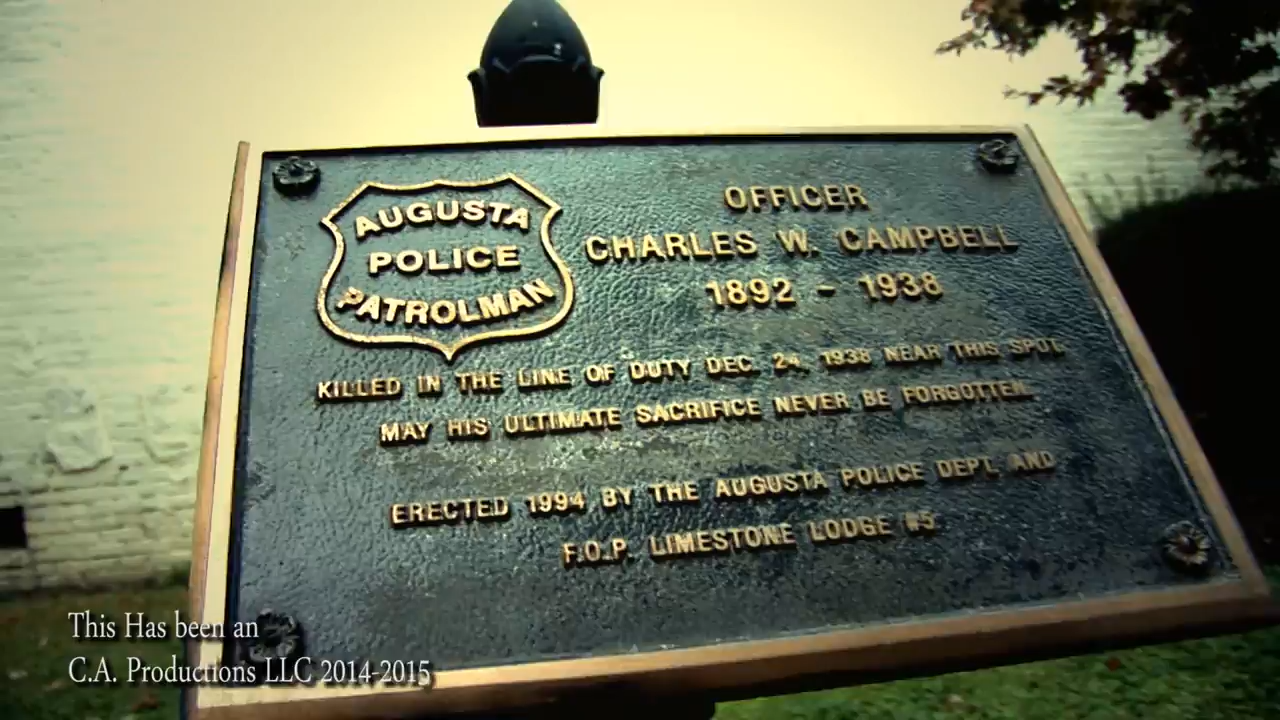 AUGUSTA
POLICE
PATROLMAN
OFFICER
CHARLES W. CAMPBELL
1892 - 1938
KILLED IN THE LINE OF DUTY DEC. 24, 1938 NEAR THIS SPOT.
MAY HIS ULTIMATE SACRIFICE NEVER BE FORGOTTEN.
ERECTED 1994 BY THE AUGUSTA POLICE DEPT. AND
F.O.P. LIMESTONE LODGE #5
This Has been an
C.A. Productions LLC 2014-2015